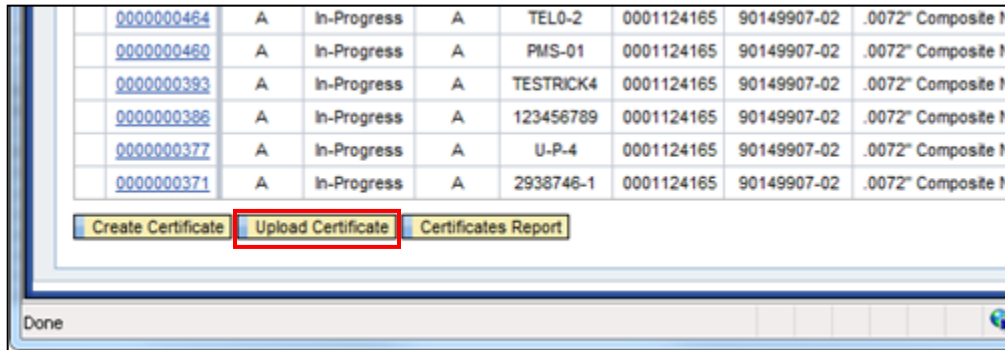 0000000464 A In-Progress A TEL0-2 0001124165 90149907-02 .0072" Composite
0000000460 A In-Progress A PMS-01 0001124165 90149907-02 .0072" Composite
0000000393 A In-Progress A TESTRICK4 0001124165 90149907-02 .0072" Composite
0000000386 A In-Progress A 123456789 0001124165 90149907-02 .0072" Composite
0000000377 A In-Progress A U-P-4 0001124165 90149907-02 .0072" Composite
0000000371 A In-Progress A 2938746-1 0001124165 90149907-02 .0072" Composite
Create Certificate Upload Certificate Certificates Report
Done